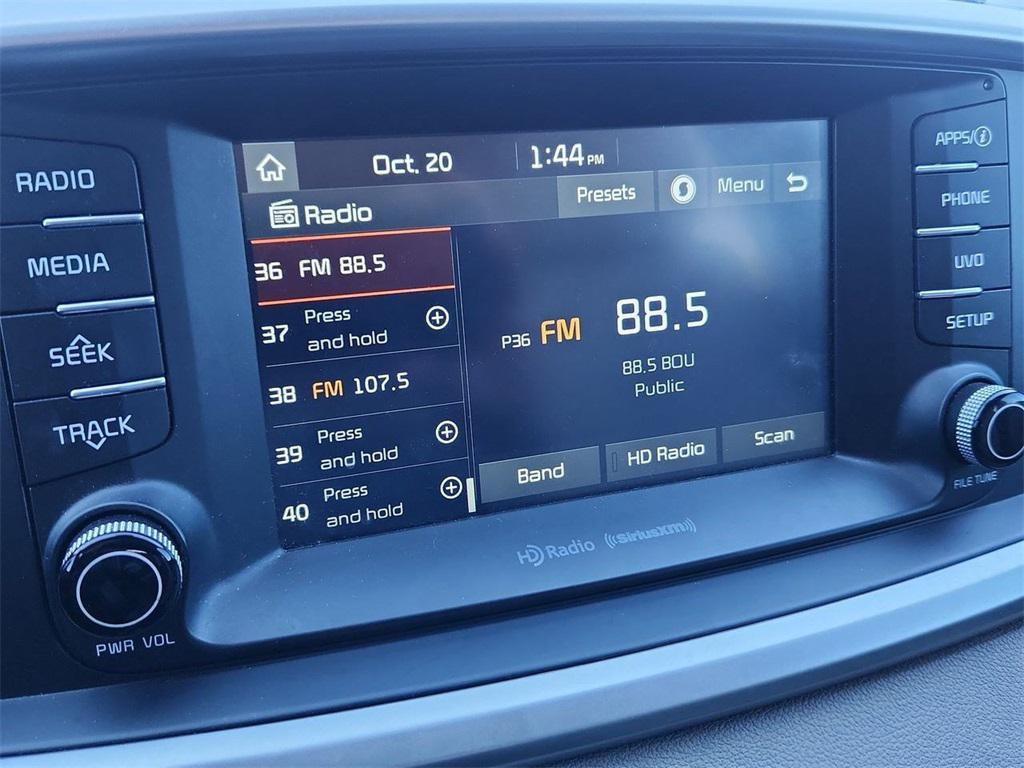 RADIO
MEDIA
SEEK
TRACK
PWR VOL
Oct. 20
1:44 PM
Radio
Presets
Menu
36 FM 88.5
37 Press
and hold
38 FM 107.5
39 Press
and hold
40 Press
and hold
P36 FM 88.5
88.5 BOU
Public
Band
HD Radio
Scan
HD Radio ((SiriusXM))
APPS/i
PHONE
UVO
SETUP
FILE TUNE